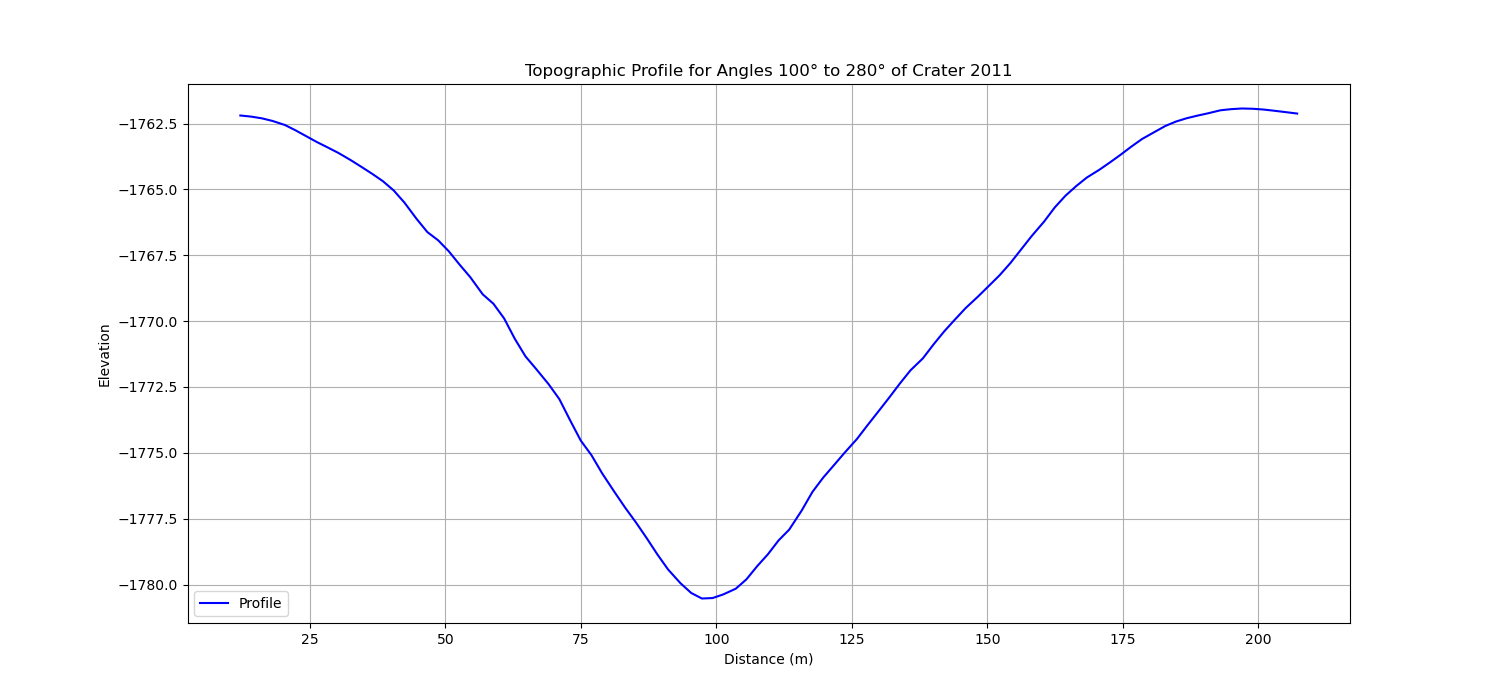 Topographic Profile for Angles 100° to 280° of Crater 2011
Elevation
−1762.5
−1765.0
−1767.5
−1770.0
−1772.5
−1775.0
−1777.5
−1780.0
Profile
25 50 75 100 125 150 175 200
Distance (m)